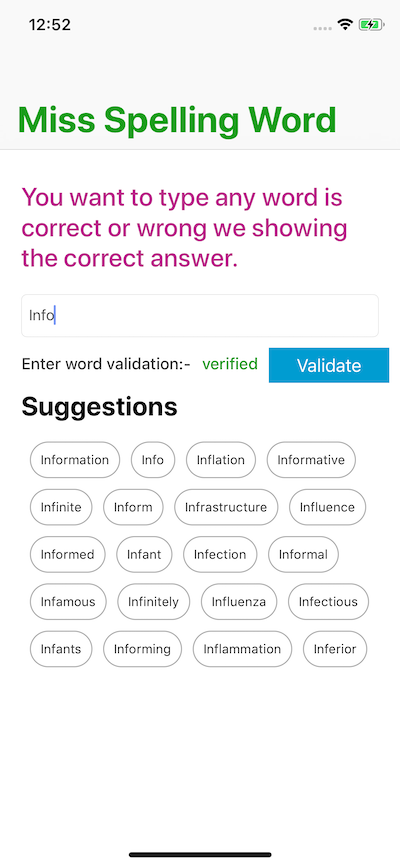 12:52
Miss Spelling Word
You want to type any word is
correct or wrong we showing
the correct answer.
Info
Enter word validation:- verified Validate
Suggestions
Information Info Inflation Informative
Infinite Inform Infrastructure Influence
Informed Infant Infection Informal
Infamous Infinitely Influenza Infectious
Infants Informing Inflammation Inferior